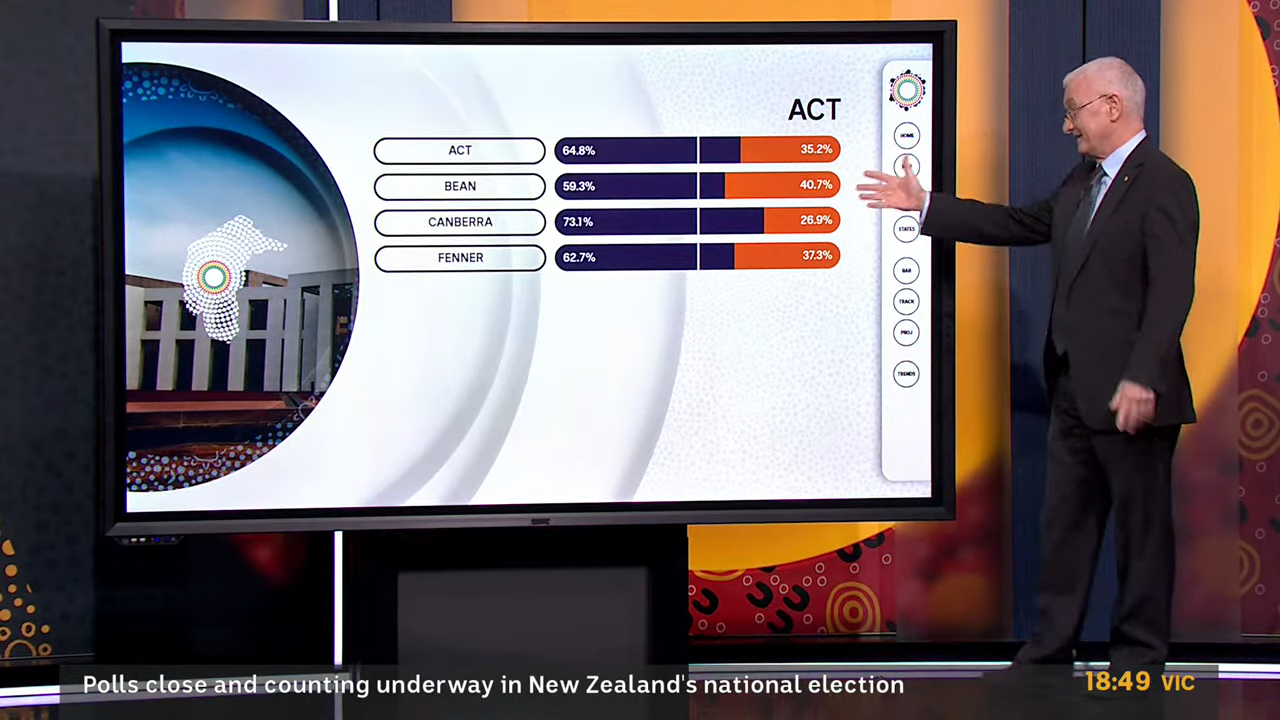 ACT
ACT 64.8% 35.2%
BEAN 59.3% 40.7%
CANBERRA 73.1% 26.9%
FENNER 62.7% 37.3%
HOME
STATES
BAR
TRACK
PROJ
TRENDS
Polls close and counting underway in New Zealand's national election
18:49 VIC